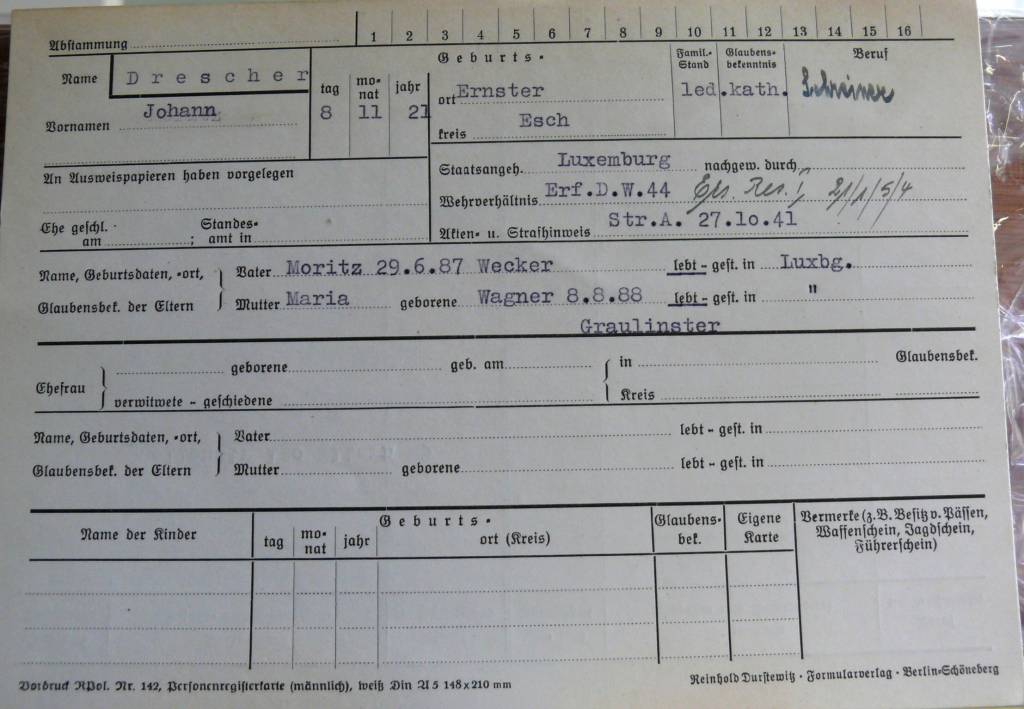 Abstammung 1 2 3 4 5 6 7 8 9 10 11 12 13 14 15 16
Name Drescher
Vornamen Johann
tag monat jahr
8 11 21
Geburts-
ort Ernster
kreis Esch
Famil.-Stand Glaubens-bekenntnis Beruf
led. kath. Schreiner
An Ausweispapieren haben vorgelegen
Staatsangeh. Luxemburg nachgew. durch
Wehrverhältnis Erf.D.W.44 Ers. Res. I 21/1/5/4
Ehe geschl. am ; Standes-amt in
Akten- u. Strafhinweis Str.A. 27.10.41
Name, Geburtsdaten, -ort, Vater Moritz 29.6.87 Wecker lebt - gest. in Luxbg.
Glaubensbek. der Eltern Mutter Maria geborene Wagner 8.8.88 lebt - gest. in "
Graulinster
Ehefrau geborene geb. am in Glaubensbek.
verwitwete - geschiedene Kreis
Name, Geburtsdaten, -ort, Vater lebt - gest. in
Glaubensbek. der Eltern Mutter geborene lebt - gest. in
Name der Kinder
Geburts-
tag monat jahr ort (Kreis)
Glaubens-bek.
Eigene Karte
Vermerke (z.B. Besitz v. Pässen,
Waffenschein, Jagdschein,
Führerschein)
Vordruck RPol. Nr. 142, Personenregisterkarte (männlich), weiß Din A 5 148x210 mm
Reinhold Durstewitz · Formularverlag · Berlin-Schöneberg